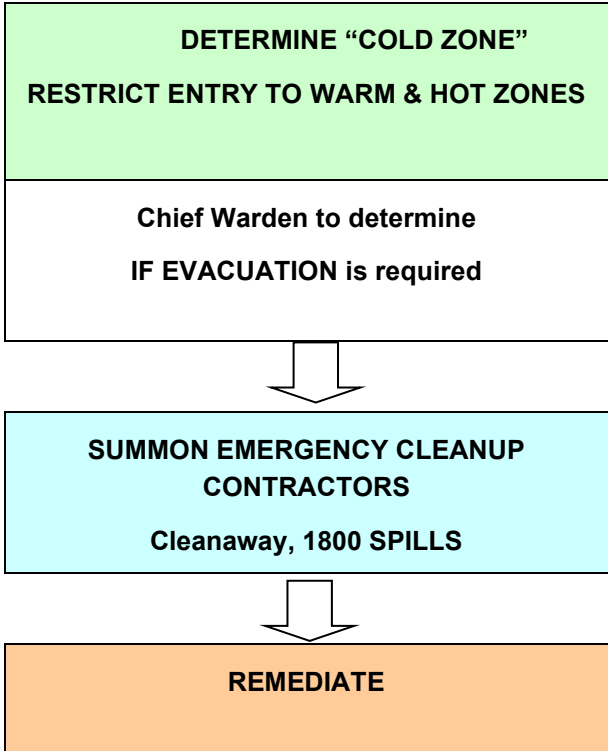 DETERMINE “COLD ZONE”
RESTRICT ENTRY TO WARM & HOT ZONES
Chief Warden to determine
IF EVACUATION is required
SUMMON EMERGENCY CLEANUP
CONTRACTORS
Cleanaway, 1800 SPILLS
REMEDIATE